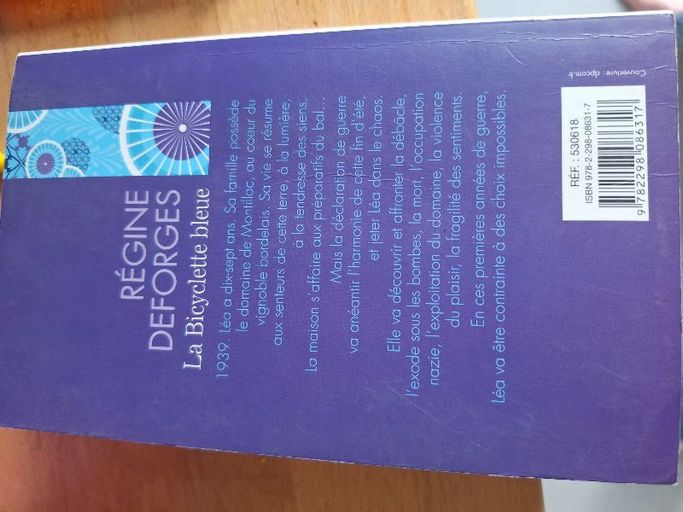 RÉGINE
DEFORGES
La Bicyclette bleue
1939. Léa a dix-sept ans. Sa famille possède
le domaine de Montillac, au coeur du
vignoble bordelais. Sa vie se résume
aux senteurs de cette terre, à la lumière,
à la tendresse des siens.
La maison s'affaire aux préparatifs du bal...
Mais la déclaration de guerre
va anéantir l'harmonie de cette fin d'été,
et jeter Léa dans le chaos.
Elle va découvrir et affronter la débâcle,
l'exode sous les bombes, la mort, l'occupation
nazie, l'exploitation du domaine, la violence
du plaisir, la fragilité des sentiments.
En ces premières années de guerre,
Léa va être contrainte à des choix impossibles.
RÉF. : 530618
ISBN 978-2-298-08631-7
9782298086317
Couverture : dpcom.fr